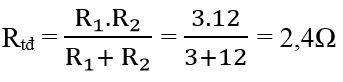 Rtđ = R1.R2 / R1+ R2 = 3.12 / 3+12 = 2,4Ω